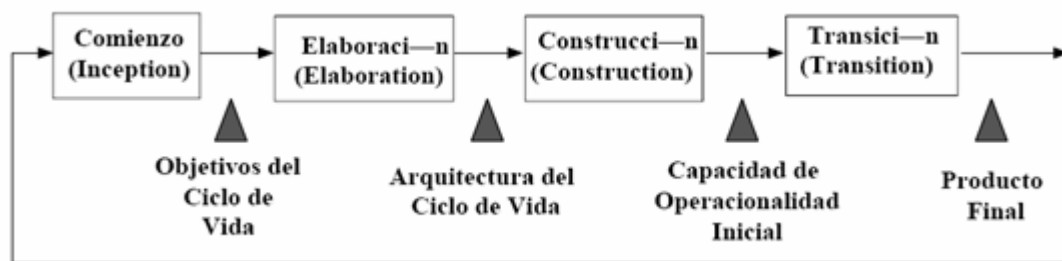 Comienzo
(Inception)
Elaboraci—n
(Elaboration)
Construcci—n
(Construction)
Transici—n
(Transition)
Objetivos del
Ciclo de
Vida
Arquitectura del
Ciclo de Vida
Capacidad de
Operacionalidad
Inicial
Producto
Final